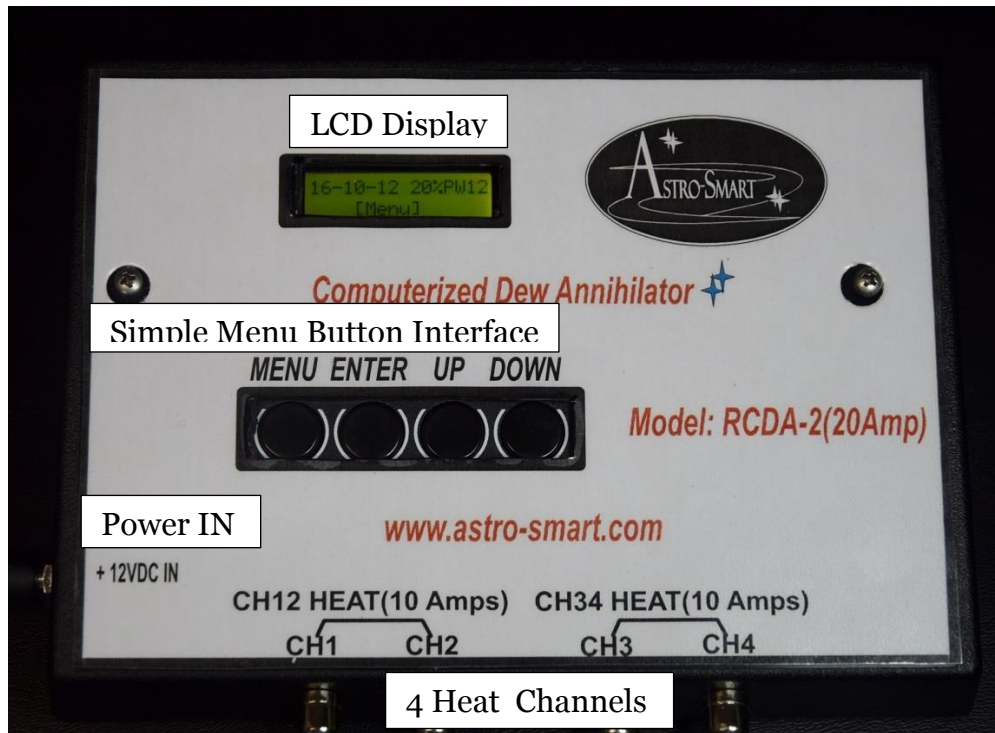 LCD Display
16-10-12 20%PW12
[Menu]
ASTRO-SMART
Computerized Dew Annihilator
Simple Menu Button Interface
MENU ENTER UP DOWN
Model: RCDA-2(20Amp)
Power IN
www.astro-smart.com
+ 12VDC IN
CH12 HEAT(10 Amps) CH34 HEAT(10 Amps)
CH1 CH2 CH3 CH4
4 Heat Channels